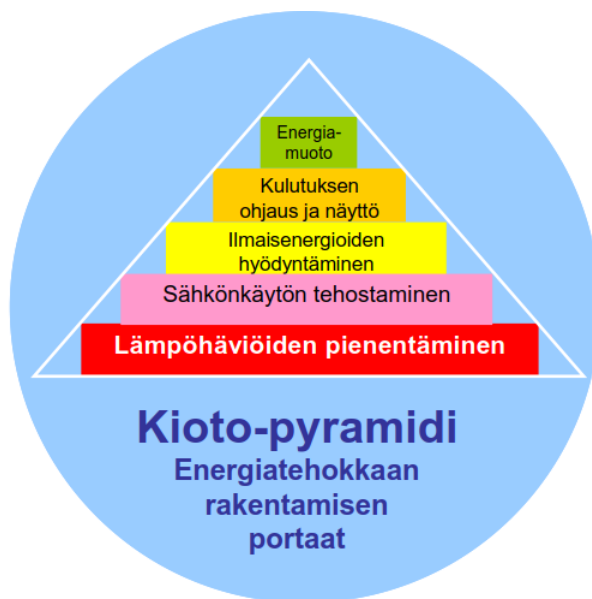 Energia-
muoto
Kulutuksen
ohjaus ja näyttö
Ilmaisenergioiden
hyödyntäminen
Sähkönkäytön tehostaminen
Lämpöhäviöiden pienentäminen
Kioto-pyramidi
Energiatehokkaan
rakentamisen
portaat